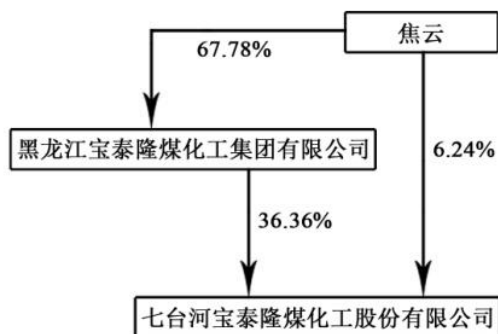 焦云
67.78%
黑龙江宝泰隆煤化工集团有限公司
6.24%
36.36%
七台河宝泰隆煤化工股份有限公司